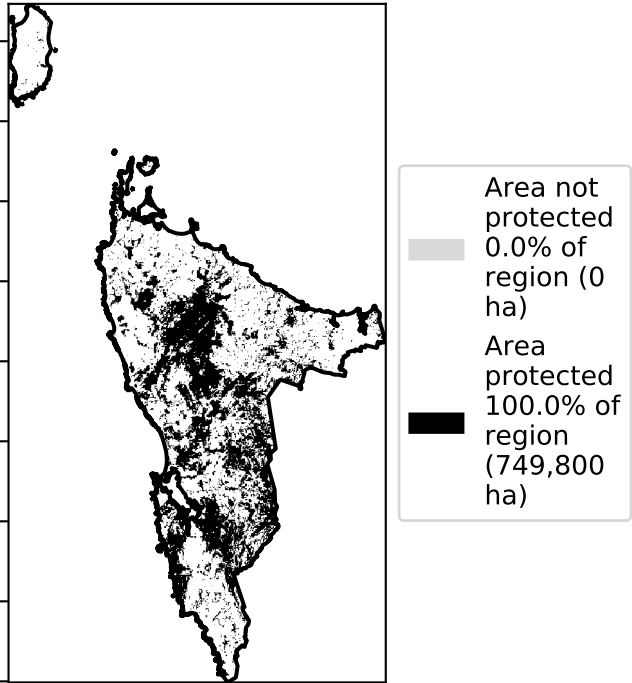 Area not
protected
0.0% of
region (0
ha)
Area
protected
100.0% of
region
(749,800
ha)